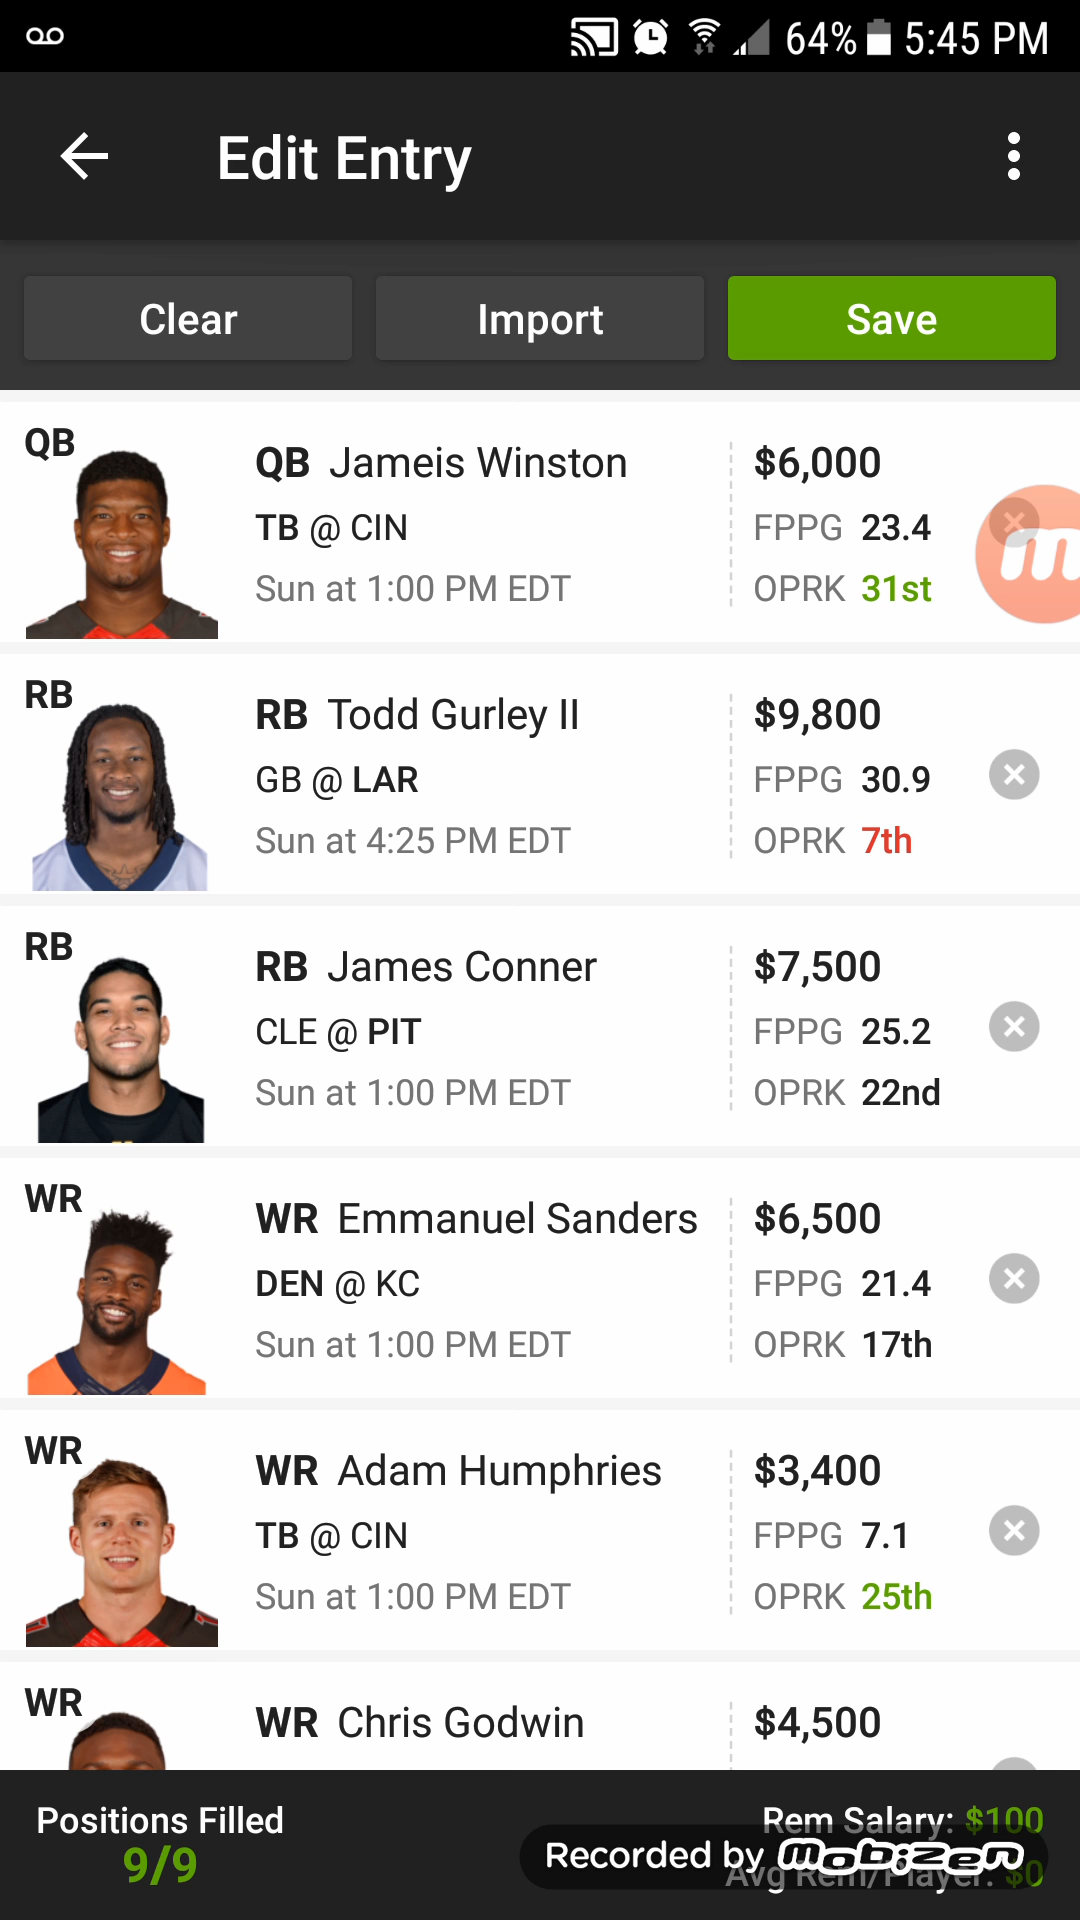 64% 5:45 PM
Edit Entry
Clear Import Save
QB
QB Jameis Winston $6,000
TB @ CIN FPPG 23.4
Sun at 1:00 PM EDT OPRK 31st
RB
RB Todd Gurley II $9,800
GB @ LAR FPPG 30.9
Sun at 4:25 PM EDT OPRK 7th
RB
RB James Conner $7,500
CLE @ PIT FPPG 25.2
Sun at 1:00 PM EDT OPRK 22nd
WR
WR Emmanuel Sanders $6,500
DEN @ KC FPPG 21.4
Sun at 1:00 PM EDT OPRK 17th
WR
WR Adam Humphries $3,400
TB @ CIN FPPG 7.1
Sun at 1:00 PM EDT OPRK 25th
WR
WR Chris Godwin $4,500
Positions Filled Rem Salary: $100
9/9 Avg Rem/Player: $0
Recorded by mobizen